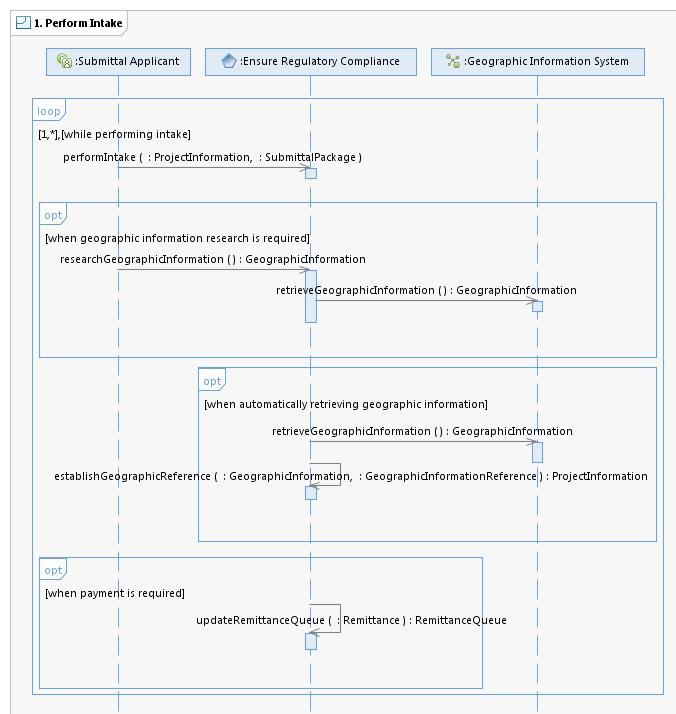 1. Perform Intake
:Submittal Applicant
:Ensure Regulatory Compliance
:Geographic Information System
loop
[1,*],[while performing intake]
performIntake ( : ProjectInformation, : SubmittalPackage )
opt
[when geographic information research is required]
researchGeographicInformation ( ) : GeographicInformation
retrieveGeographicInformation ( ) : GeographicInformation
opt
[when automatically retrieving geographic information]
retrieveGeographicInformation ( ) : GeographicInformation
establishGeographicReference ( : GeographicInformation, : GeographicInformationReference ) : ProjectInformation
opt
[when payment is required]
updateRemittanceQueue ( : Remittance ) : RemittanceQueue